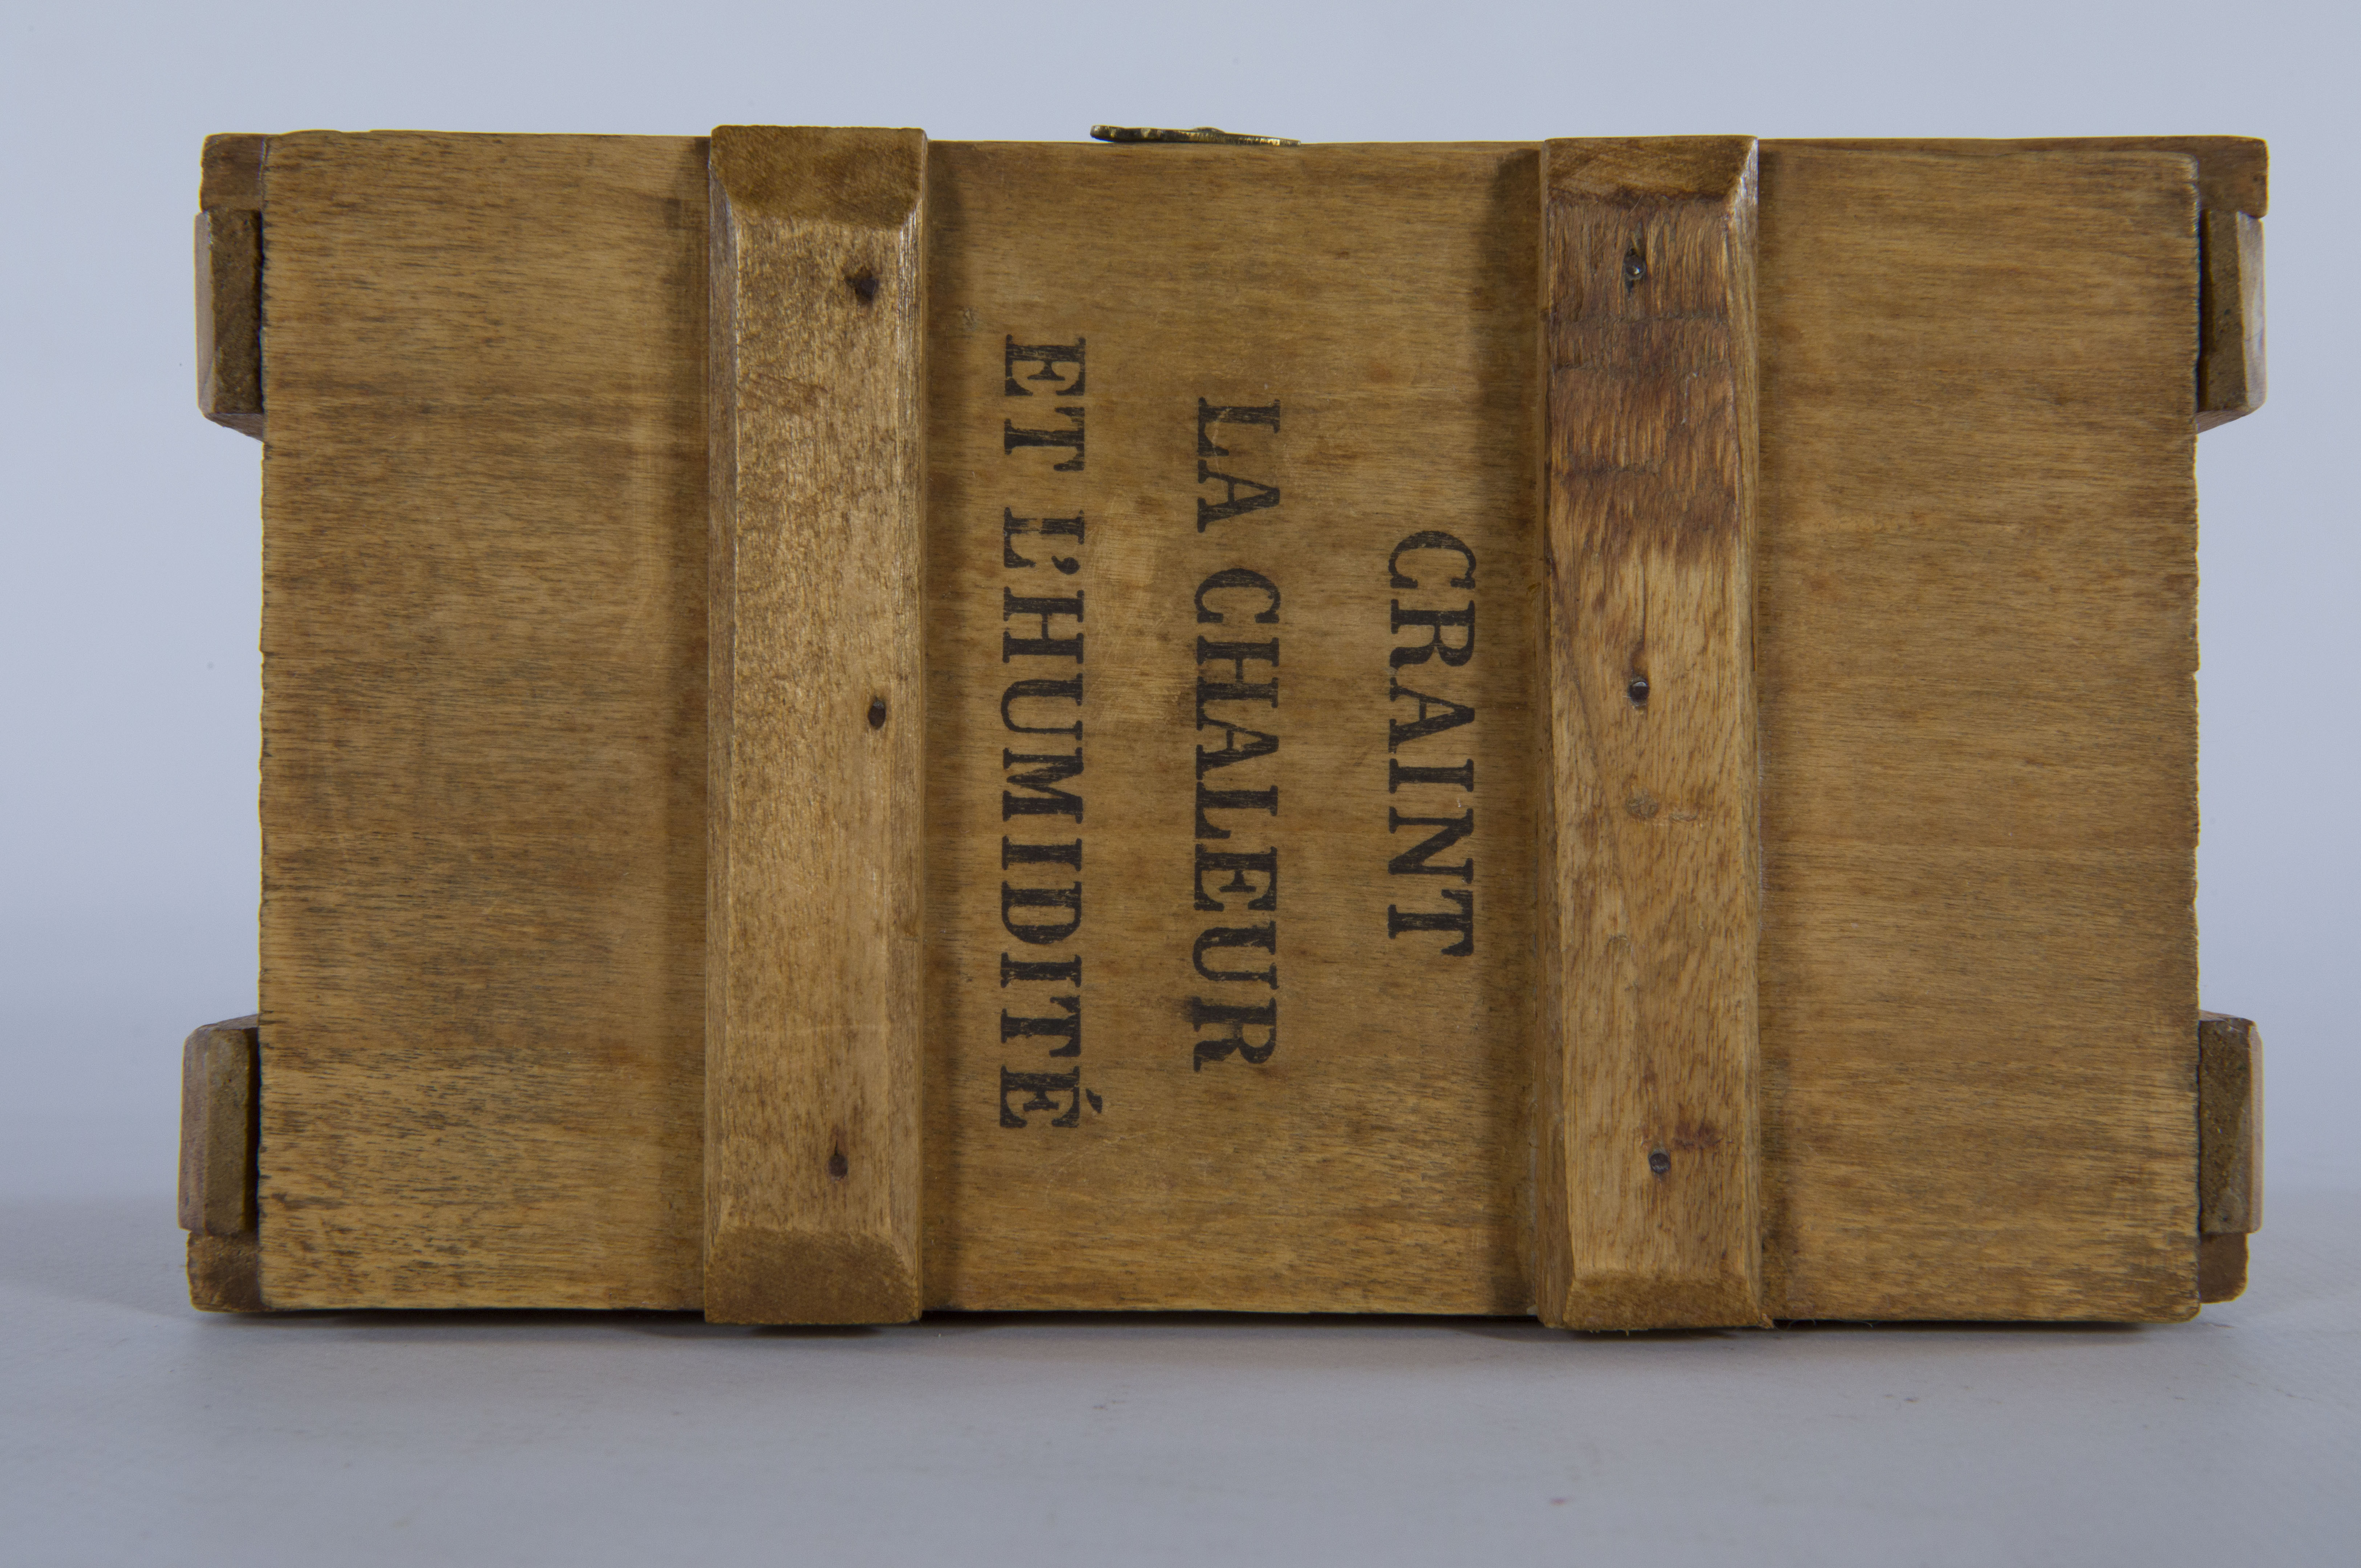 CRAINT
LA CHALEUR
ET L'HUMIDITÉ